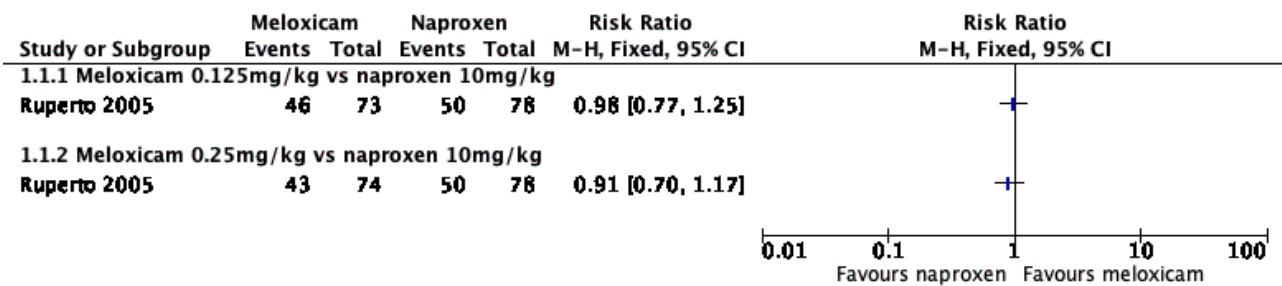 Meloxicam Naproxen Risk Ratio Risk Ratio
Study or Subgroup Events Total Events Total M-H, Fixed, 95% CI M-H, Fixed, 95% CI
1.1.1 Meloxicam 0.125mg/kg vs naproxen 10mg/kg
Ruperto 2005 46 73 50 78 0.98 [0.77, 1.25]
1.1.2 Meloxicam 0.25mg/kg vs naproxen 10mg/kg
Ruperto 2005 43 74 50 78 0.91 [0.70, 1.17]
0.01 0.1 1 10 100
Favours naproxen Favours meloxicam